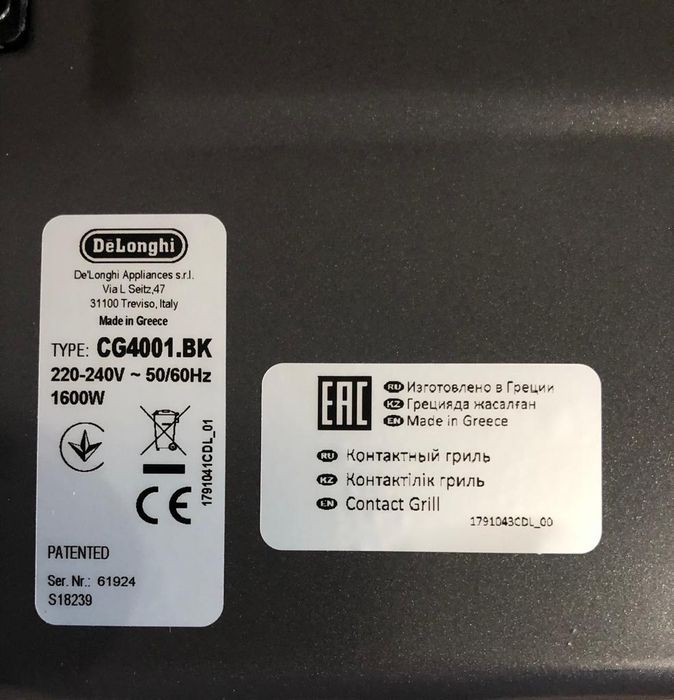 DeLonghi
De'Longhi Appliances s.r.l.
Via L Seitz,47
31100 Treviso, Italy
Made in Greece
TYPE: CG4001.BK
220-240V ~ 50/60Hz
1600W
1791041CDL_01
CE
PATENTED
Ser. Nr.: 61924
S18239
EAC
RU Изготовлено в Греции
KZ Грецияда жасалған
EN Made in Greece
RU Контактный гриль
KZ Контактілік гриль
EN Contact Grill
1791043CDL_00